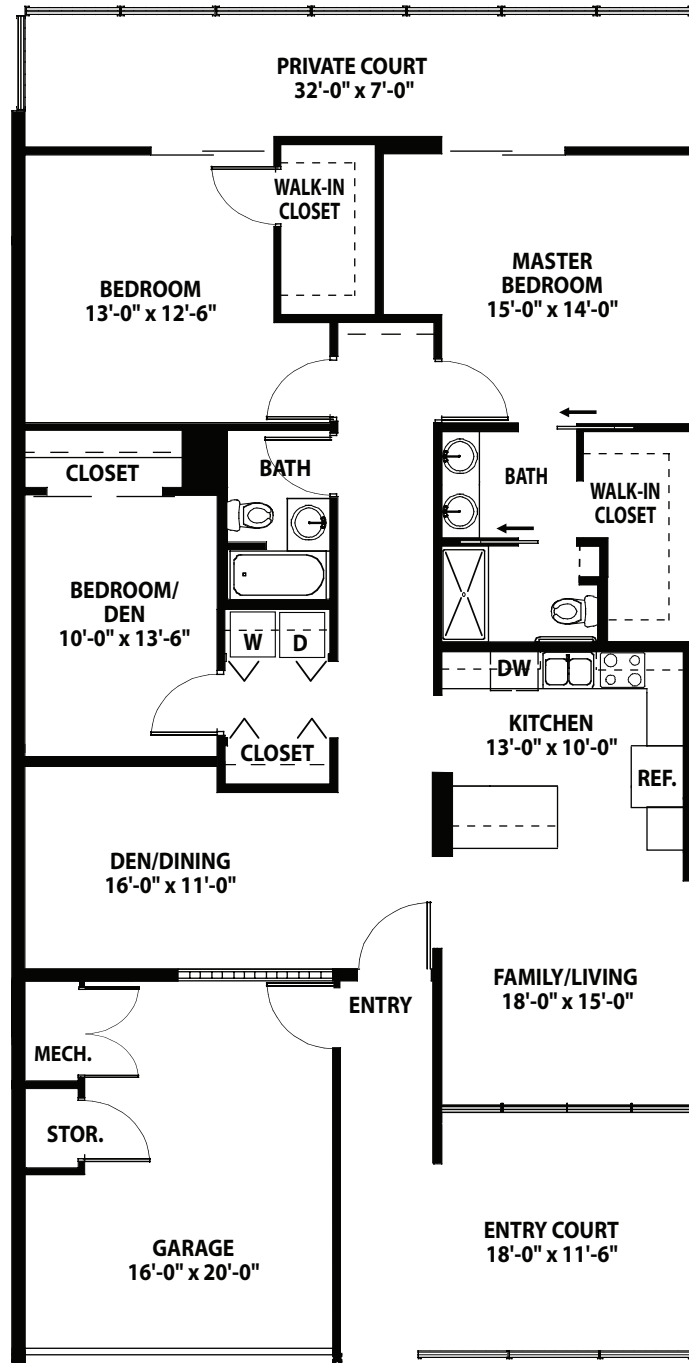 PRIVATE COURT
32'-0" x 7'-0"
WALK-IN
CLOSET
BEDROOM
13'-0" x 12'-6"
MASTER
BEDROOM
15'-0" x 14'-0"
CLOSET
BATH
BATH
WALK-IN
CLOSET
BEDROOM/
DEN
10'-0" x 13'-6"
W
D
DW
CLOSET
KITCHEN
13'-0" x 10'-0"
REF.
DEN/DINING
16'-0" x 11'-0"
ENTRY
FAMILY/LIVING
18'-0" x 15'-0"
MECH.
STOR.
GARAGE
16'-0" x 20'-0"
ENTRY COURT
18'-0" x 11'-6"